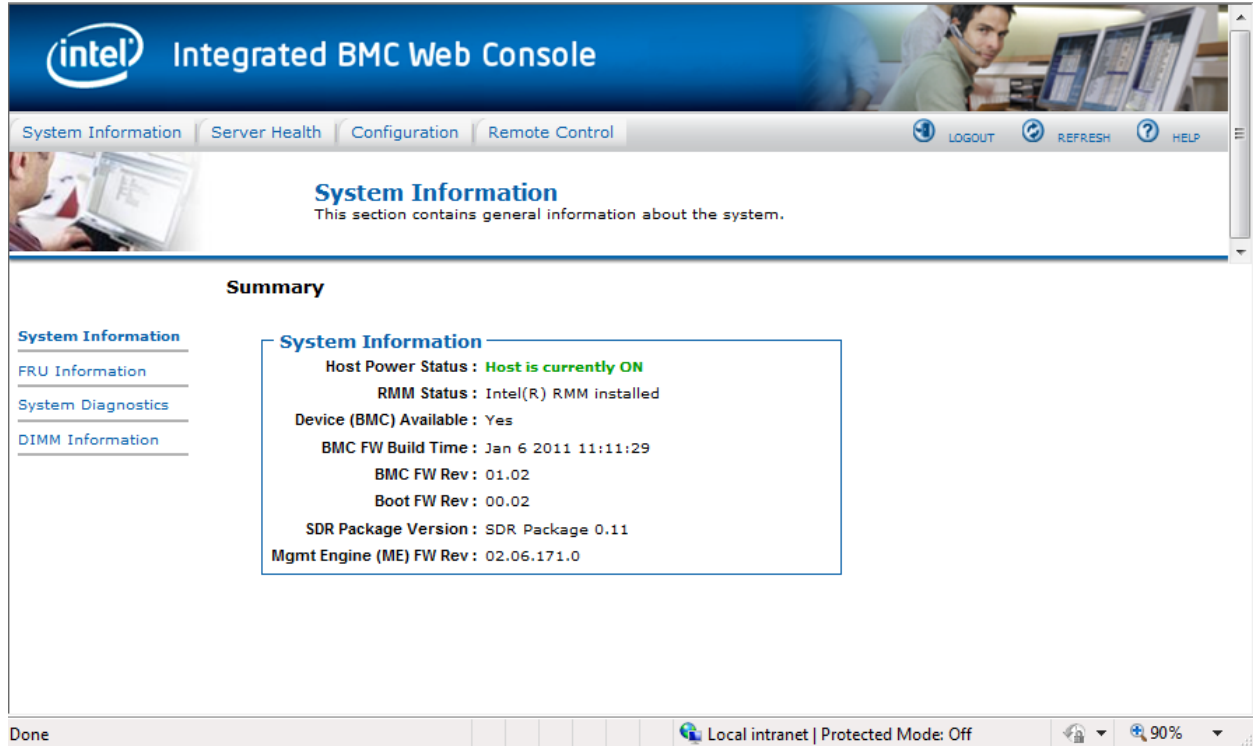 intel Integrated BMC Web Console
System Information Server Health Configuration Remote Control LOGOUT REFRESH HELP
System Information
This section contains general information about the system.
Summary
System Information
FRU Information
System Diagnostics
DIMM Information
System Information
Host Power Status : Host is currently ON
RMM Status : Intel(R) RMM installed
Device (BMC) Available : Yes
BMC FW Build Time : Jan 6 2011 11:11:29
BMC FW Rev : 01.02
Boot FW Rev : 00.02
SDR Package Version : SDR Package 0.11
Mgmt Engine (ME) FW Rev : 02.06.171.0
Done Local intranet | Protected Mode: Off 90%